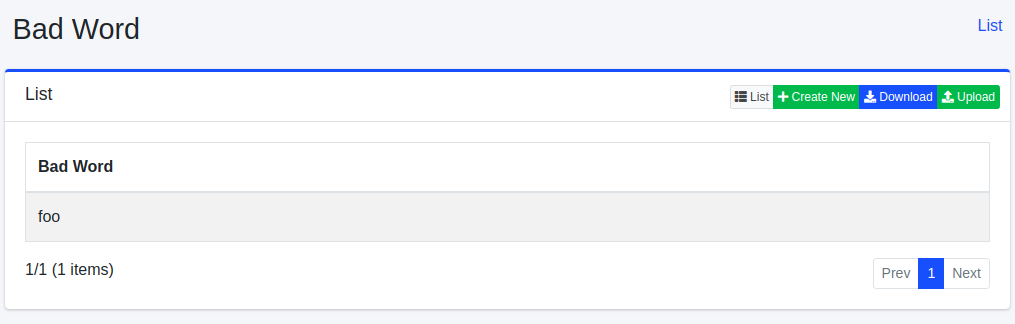 Bad Word
List
List
List Create New Download Upload
Bad Word
foo
1/1 (1 items)
Prev 1 Next